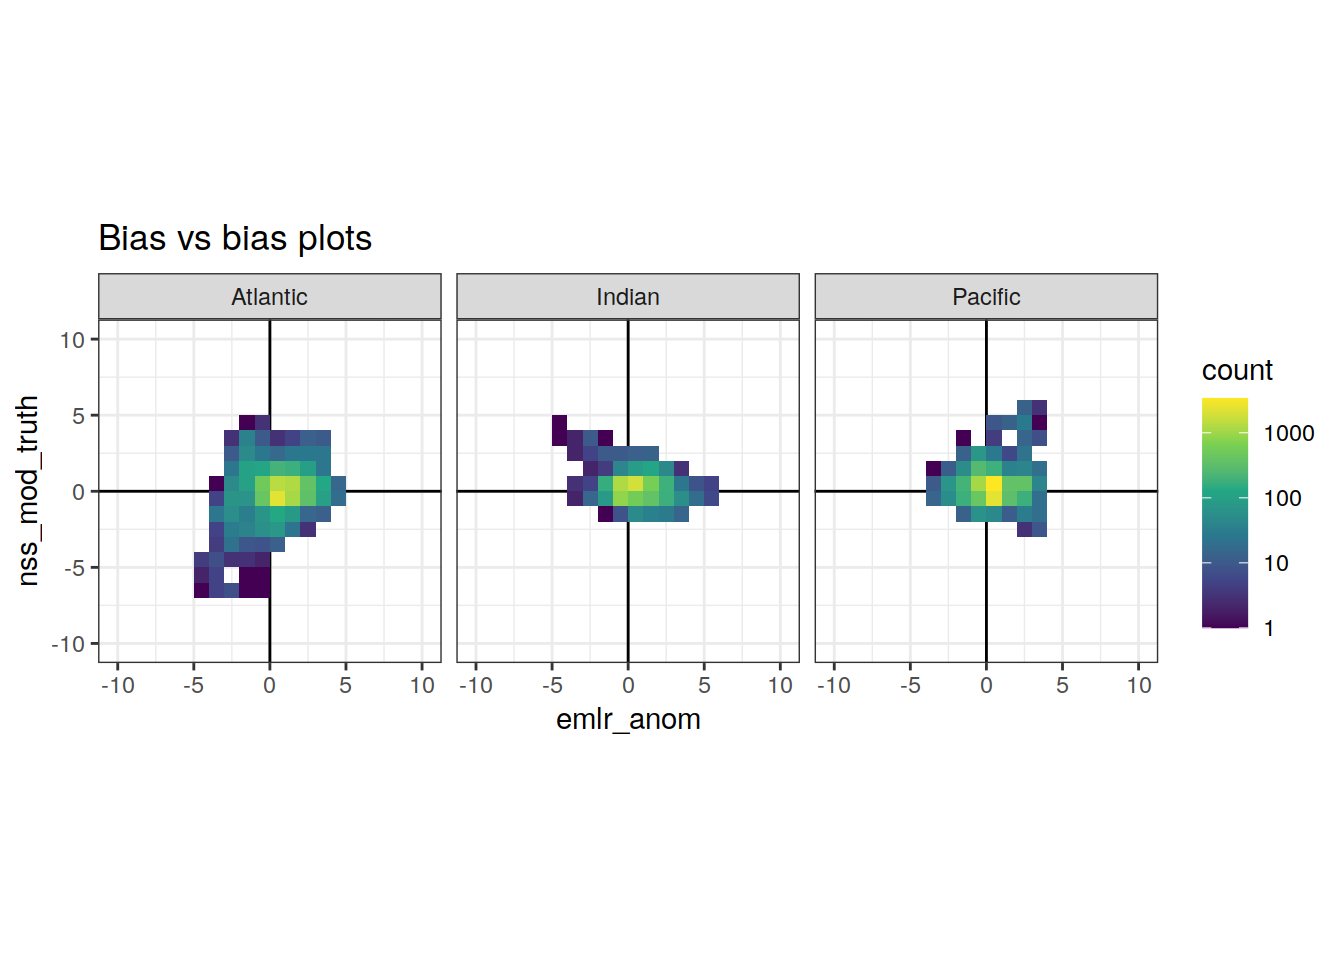 Bias vs bias plots
Atlantic Indian Pacific
nss_mod_truth
10
5
0
-5
-10
-10 -5 0 5 10 -10 -5 0 5 10 -10 -5 0 5 10
emlr_anom
count
1000
100
10
1